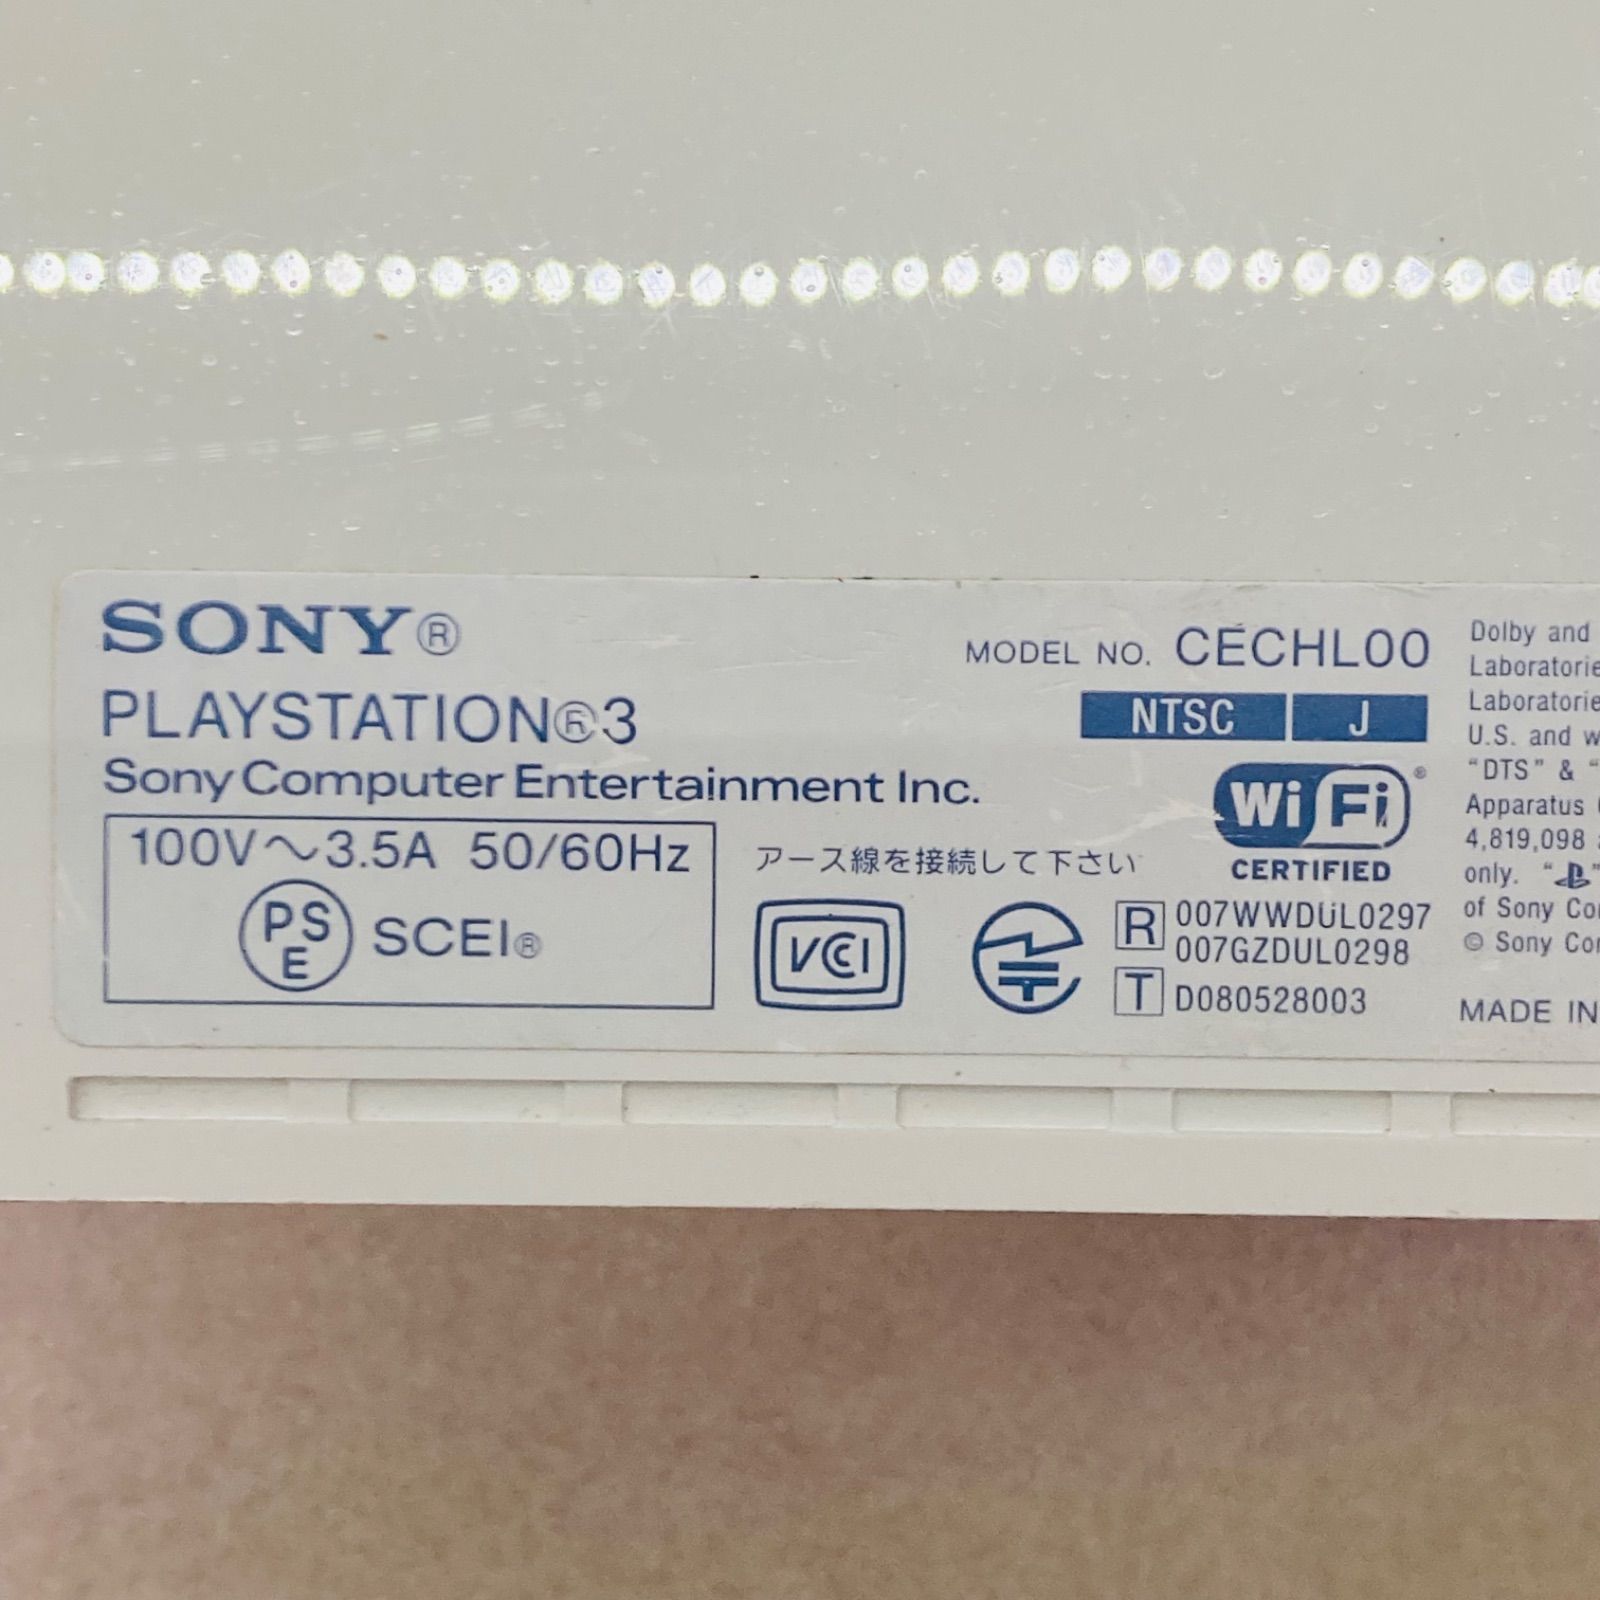 SONY®
PLAYSTATION®3
Sony Computer Entertainment Inc.
100V〜3.5A 50/60Hz
PS
E
SCEI®
MODEL NO. CECHL00
NTSC J
Wi Fi®
CERTIFIED
アース線を接続して下さい
VCCI
R 007WWDUL0297
007GZDUL0298
T D080528003
Dolby and
Laboratorie
Laboratorie
U.S. and w
"DTS" & "
Apparatus
4,819,098
only. "
of Sony Co
© Sony Co
MADE IN